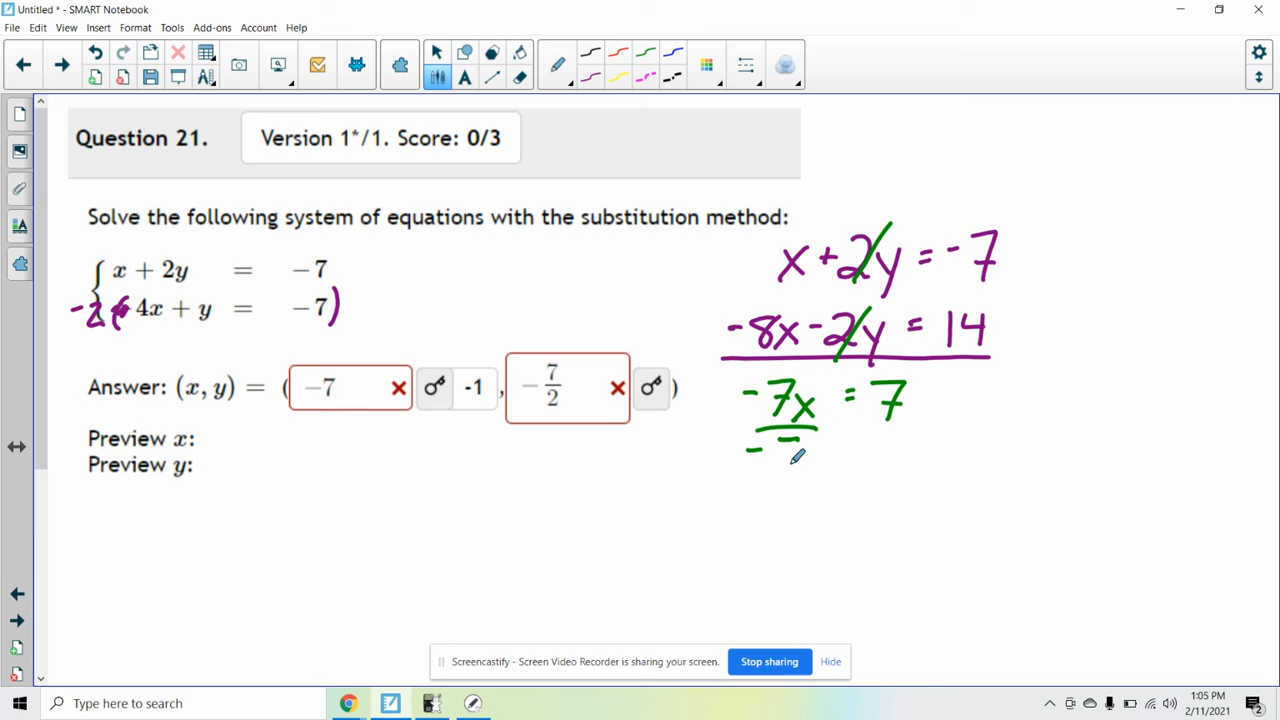 Untitled * - SMART Notebook
File Edit View Insert Format Tools Add-ons Account Help
Question 21. Version 1*/1. Score: 0/3
Solve the following system of equations with the substitution method:
x + 2y = −7
-2( 4x + y = −7)
Answer: (x, y) = ( −7 -1 , −7/2 )
Preview x:
Preview y:
x + 2y = -7
-8x - 2y = 14
-7x = 7
Screencastify - Screen Video Recorder is sharing your screen. Stop sharing Hide
Type here to search
1:05 PM
2/11/2021
2